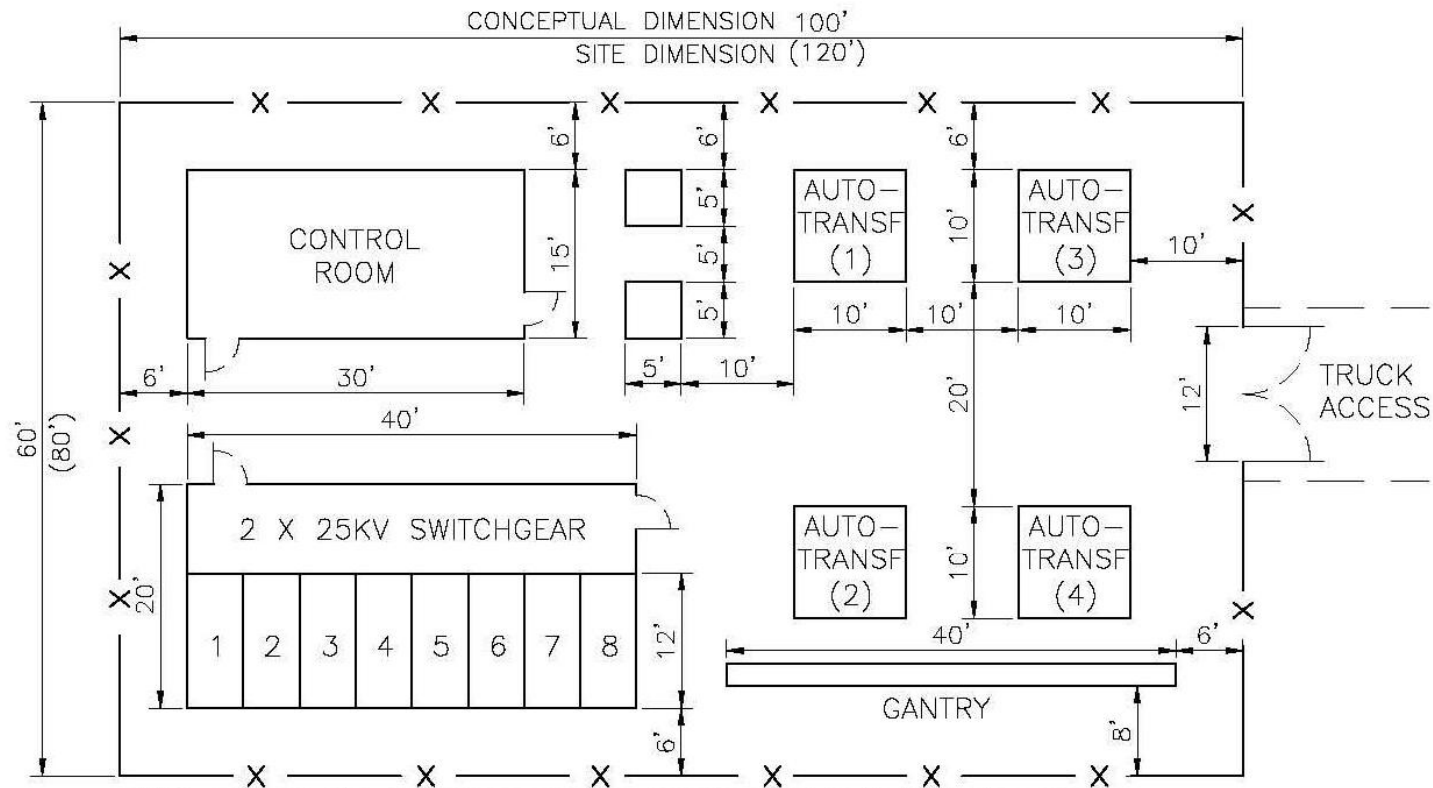 CONCEPTUAL DIMENSION 100'
SITE DIMENSION (120')
X X X X X X
6' 6' 6'
CONTROL
ROOM
15'
5'
5'
5'
AUTO-
TRANSF
(1)
10'
AUTO-
TRANSF
(3)
10'
X
X
10' 10' 10'
6' 30' 5' 10'
20'
12'
TRUCK
ACCESS
60'
(80')
X
40'
2 X 25KV SWITCHGEAR
20'
X
1 2 3 4 5 6 7 8
12'
AUTO-
TRANSF
(2)
10'
AUTO-
TRANSF
(4)
X
40' 6'
GANTRY
6'
8'
X X X X X X